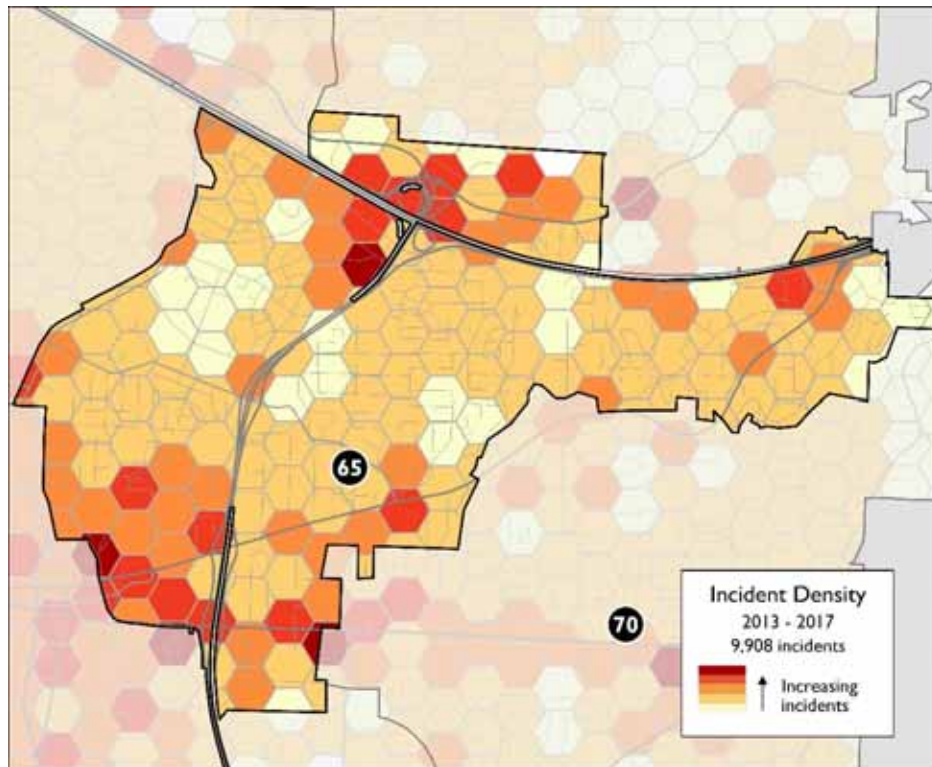 65
70
Incident Density
2013 - 2017
9,908 incidents
Increasing
incidents